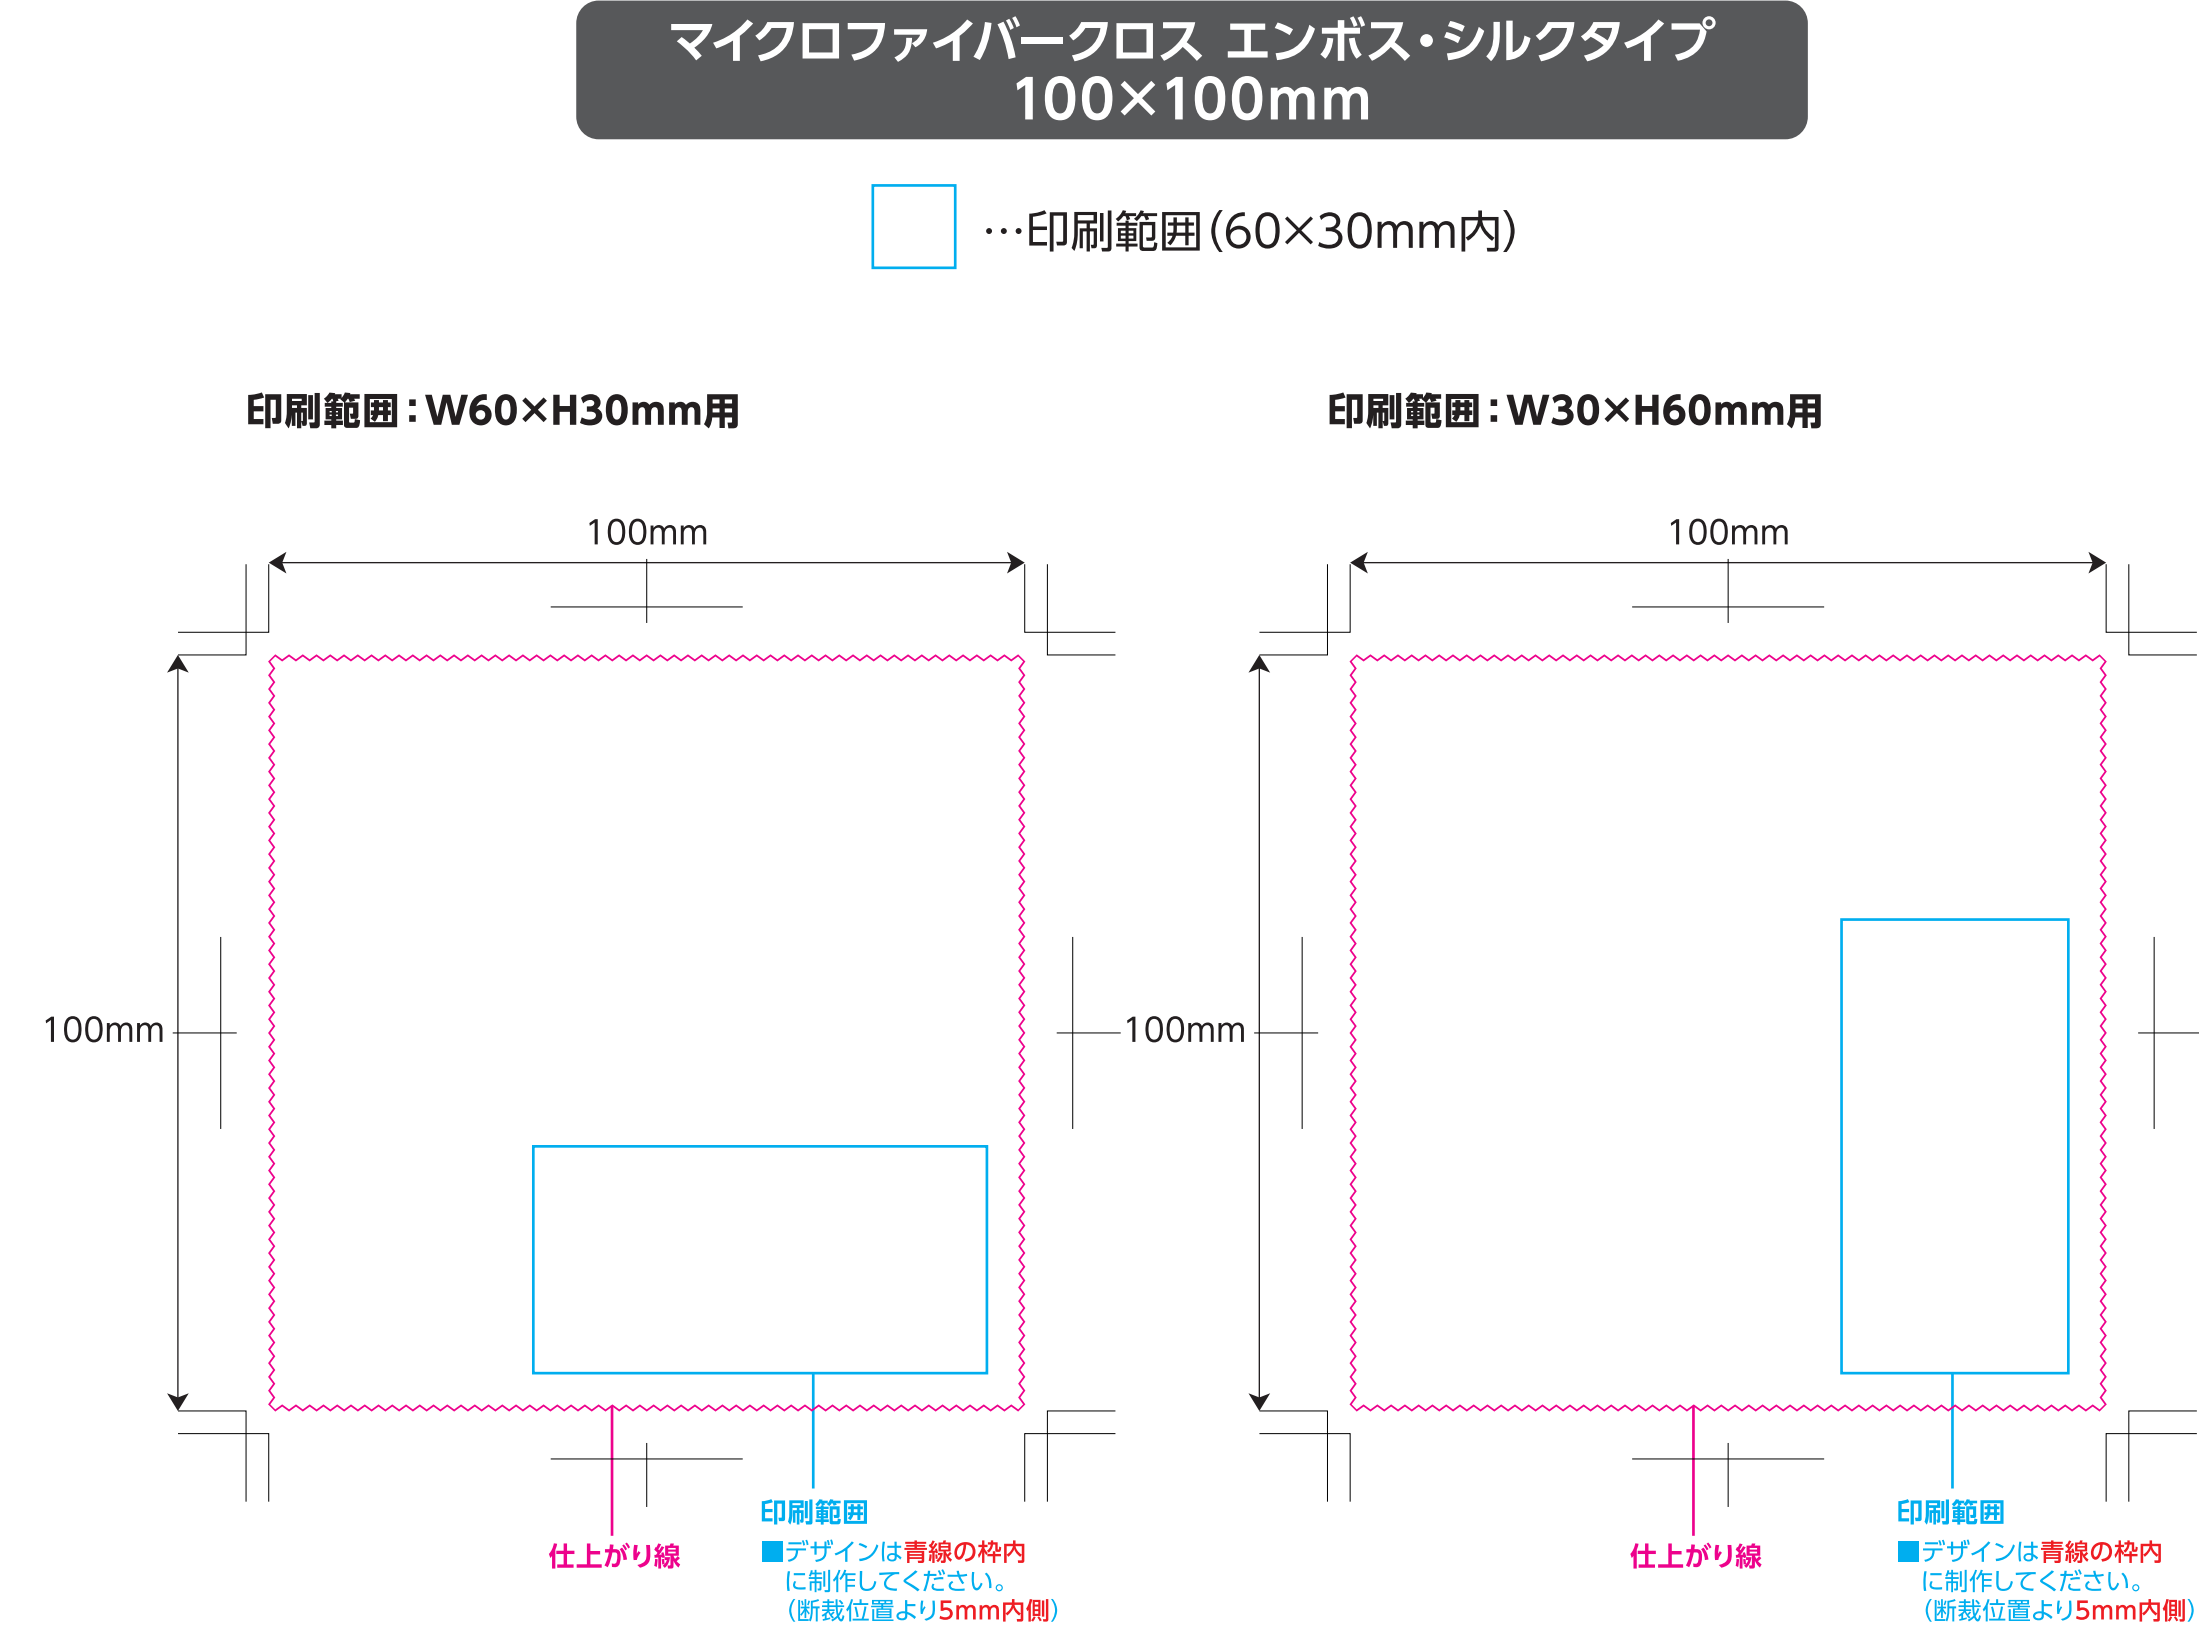 マイクロファイバークロス エンボス・シルクタイプ
100×100mm
…印刷範囲（60×30mm内）
印刷範囲：W60×H30mm用
印刷範囲：W30×H60mm用
100mm
100mm
100mm
100mm
印刷範囲
仕上がり線
■デザインは青線の枠内
に制作してください。
（断裁位置より5mm内側）
印刷範囲
仕上がり線
■デザインは青線の枠内
に制作してください。
（断裁位置より5mm内側）